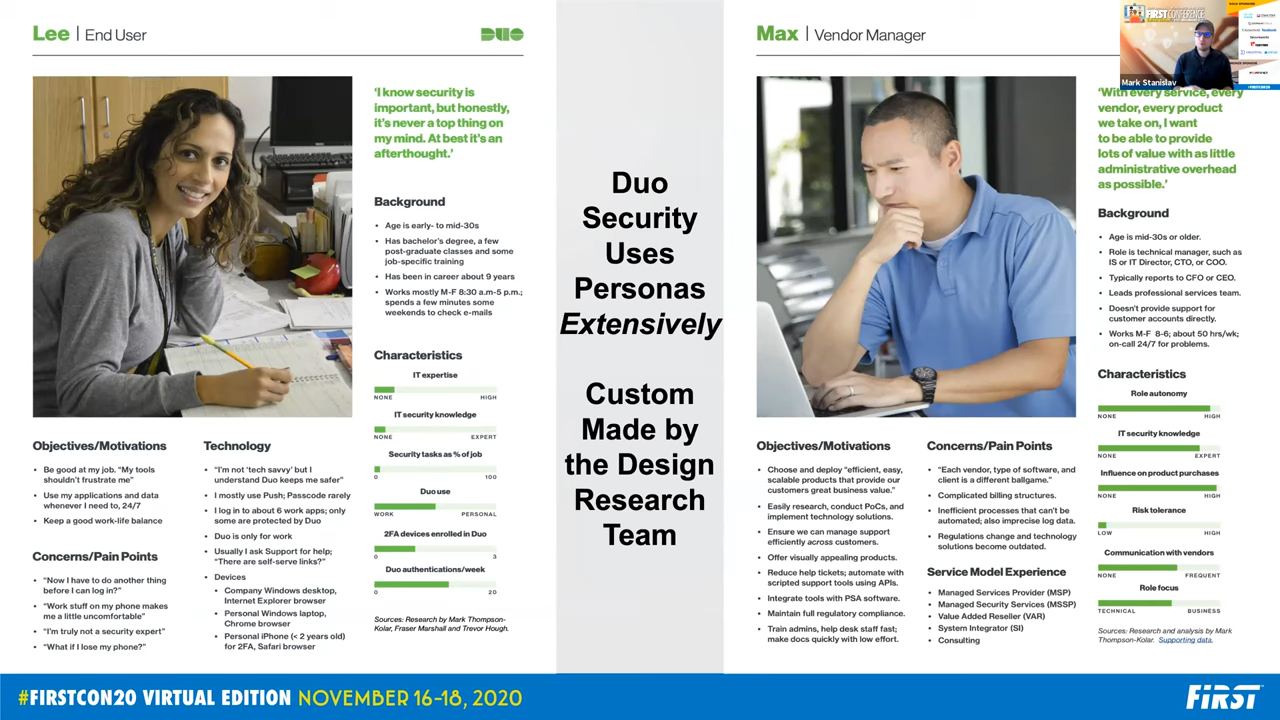 Lee | End User
DUO
'I know security is
important, but honestly,
it's never a top thing on
my mind. At best it's an
afterthought.'
Background
• Age is early- to mid-30s
• Has bachelor's degree, a few
post-graduate classes and some
job-specific training
• Has been in career about 9 years
• Works mostly M-F 8:30 a.m-5 p.m.;
spends a few minutes some
weekends to check e-mails
Characteristics
IT expertise
NONE HIGH
IT security knowledge
NONE EXPERT
Security tasks as % of job
0 100
Duo use
WORK PERSONAL
2FA devices enrolled in Duo
0 3
Duo authentications/week
0 20
Sources: Research by Mark Thompson-
Kolar, Fraser Marshall and Trevor Hough.
Objectives/Motivations
• Be good at my job. "My tools
shouldn't frustrate me"
• Use my applications and data
whenever I need to, 24/7
• Keep a good work-life balance
Concerns/Pain Points
• "Now I have to do another thing
before I can log in?"
• "Work stuff on my phone makes
me a little uncomfortable"
• "I'm truly not a security expert"
• "What if I lose my phone?"
Technology
• "I'm not 'tech savvy' but I
understand Duo keeps me safer"
• I mostly use Push; Passcode rarely
• I log in to about 6 work apps; only
some are protected by Duo
• Duo is only for work
• Usually I ask Support for help;
"There are self-serve links?"
• Devices
• Company Windows desktop,
Internet Explorer browser
• Personal Windows laptop,
Chrome browser
• Personal iPhone (< 2 years old)
for 2FA, Safari browser
Duo
Security
Uses
Personas
Extensively
Custom
Made by
the Design
Research
Team
Max | Vendor Manager
FIRST CONFERENCE
Mark Stanislav
'With every service, every
vendor, every product
we take on, I want
to be able to provide
lots of value with as little
administrative overhead
as possible.'
Background
• Age is mid-30s or older.
• Role is technical manager, such as
IS or IT Director, CTO, or COO.
• Typically reports to CFO or CEO.
• Leads professional services team.
• Doesn't provide support for
customer accounts directly.
• Works M-F 8-6; about 50 hrs/wk;
on-call 24/7 for problems.
Characteristics
Role autonomy
NONE HIGH
IT security knowledge
NONE EXPERT
Influence on product purchases
NONE HIGH
Risk tolerance
LOW HIGH
Communication with vendors
NONE FREQUENT
Role focus
TECHNICAL BUSINESS
Sources: Research and analysis by Mark
Thompson-Kolar. Supporting data.
Objectives/Motivations
• Choose and deploy "efficient, easy,
scalable products that provide our
customers great business value."
• Easily research, conduct PoCs, and
implement technology solutions.
• Ensure we can manage support
efficiently across customers.
• Offer visually appealing products.
• Reduce help tickets; automate with
scripted support tools using APIs.
• Integrate tools with PSA software.
• Maintain full regulatory compliance.
• Train admins, help desk staff fast;
make docs quickly with low effort.
Concerns/Pain Points
• "Each vendor, type of software, and
client is a different ballgame."
• Complicated billing structures.
• Inefficient processes that can't be
automated; also imprecise log data.
• Regulations change and technology
solutions become outdated.
Service Model Experience
• Managed Services Provider (MSP)
• Managed Security Services (MSSP)
• Value Added Reseller (VAR)
• System Integrator (SI)
• Consulting
#FIRSTCON20 VIRTUAL EDITION NOVEMBER 16-18, 2020
FiRST